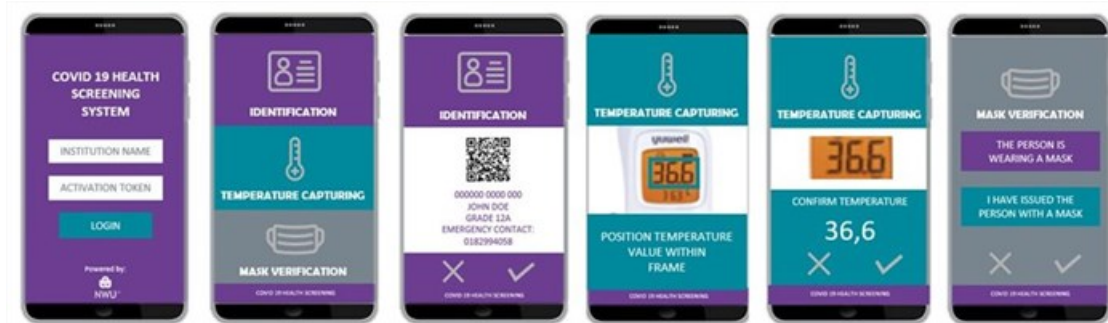 COVID 19 HEALTH
SCREENING
SYSTEM
INSTITUTION NAME
ACTIVATION TOKEN
LOGIN
Powered by:
NWU
IDENTIFICATION
TEMPERATURE CAPTURING
MASK VERIFICATION
COVID 19 HEALTH SCREENING
IDENTIFICATION
000000 0000 000
JOHN DOE
GRADE 12A
EMERGENCY CONTACT:
0182994058
COVID 19 HEALTH SCREENING
TEMPERATURE CAPTURING
yuwell
36.6
POSITION TEMPERATURE
VALUE WITHIN
FRAME
COVID 19 HEALTH SCREENING
TEMPERATURE CAPTURING
36.6
CONFIRM TEMPERATURE
36,6
COVID 19 HEALTH SCREENING
MASK VERIFICATION
THE PERSON IS
WEARING A MASK
I HAVE ISSUED THE
PERSON WITH A MASK
COVID 19 HEALTH SCREENING